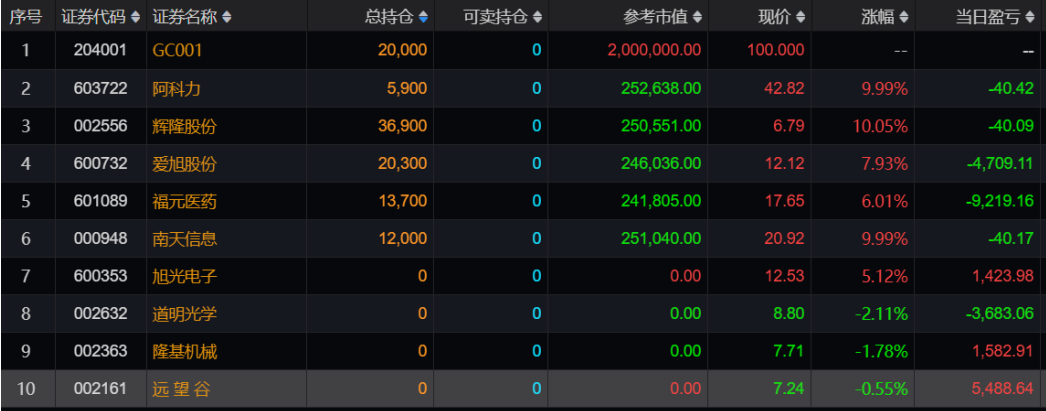 序号 证券代码 证券名称 总持仓 可卖持仓 参考市值 现价 涨幅 当日盈亏
1 204001 GC001 20,000 0 2,000,000.00 100.000 -- --
2 603722 阿科力 5,900 0 252,638.00 42.82 9.99% -40.42
3 002556 辉隆股份 36,900 0 250,551.00 6.79 10.05% -40.09
4 600732 爱旭股份 20,300 0 246,036.00 12.12 7.93% -4,709.11
5 601089 福元医药 13,700 0 241,805.00 17.65 6.01% -9,219.16
6 000948 南天信息 12,000 0 251,040.00 20.92 9.99% -40.17
7 600353 旭光电子 0 0 0.00 12.53 5.12% 1,423.98
8 002632 道明光学 0 0 0.00 8.80 -2.11% -3,683.06
9 002363 隆基机械 0 0 0.00 7.71 -1.78% 1,582.91
10 002161 远望谷 0 0 0.00 7.24 -0.55% 5,488.64